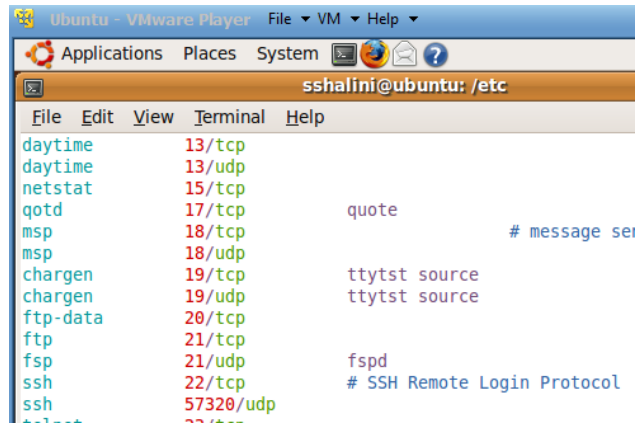 Ubuntu - VMware Player File ▾ VM ▾ Help ▾
Applications Places System
sshalini@ubuntu: /etc
File Edit View Terminal Help
daytime 13/tcp
daytime 13/udp
netstat 15/tcp
qotd 17/tcp quote
msp 18/tcp # message
msp 18/udp
chargen 19/tcp ttytst source
chargen 19/udp ttytst source
ftp-data 20/tcp
ftp 21/tcp
fsp 21/udp fspd
ssh 22/tcp # SSH Remote Login Protocol
ssh 57320/udp